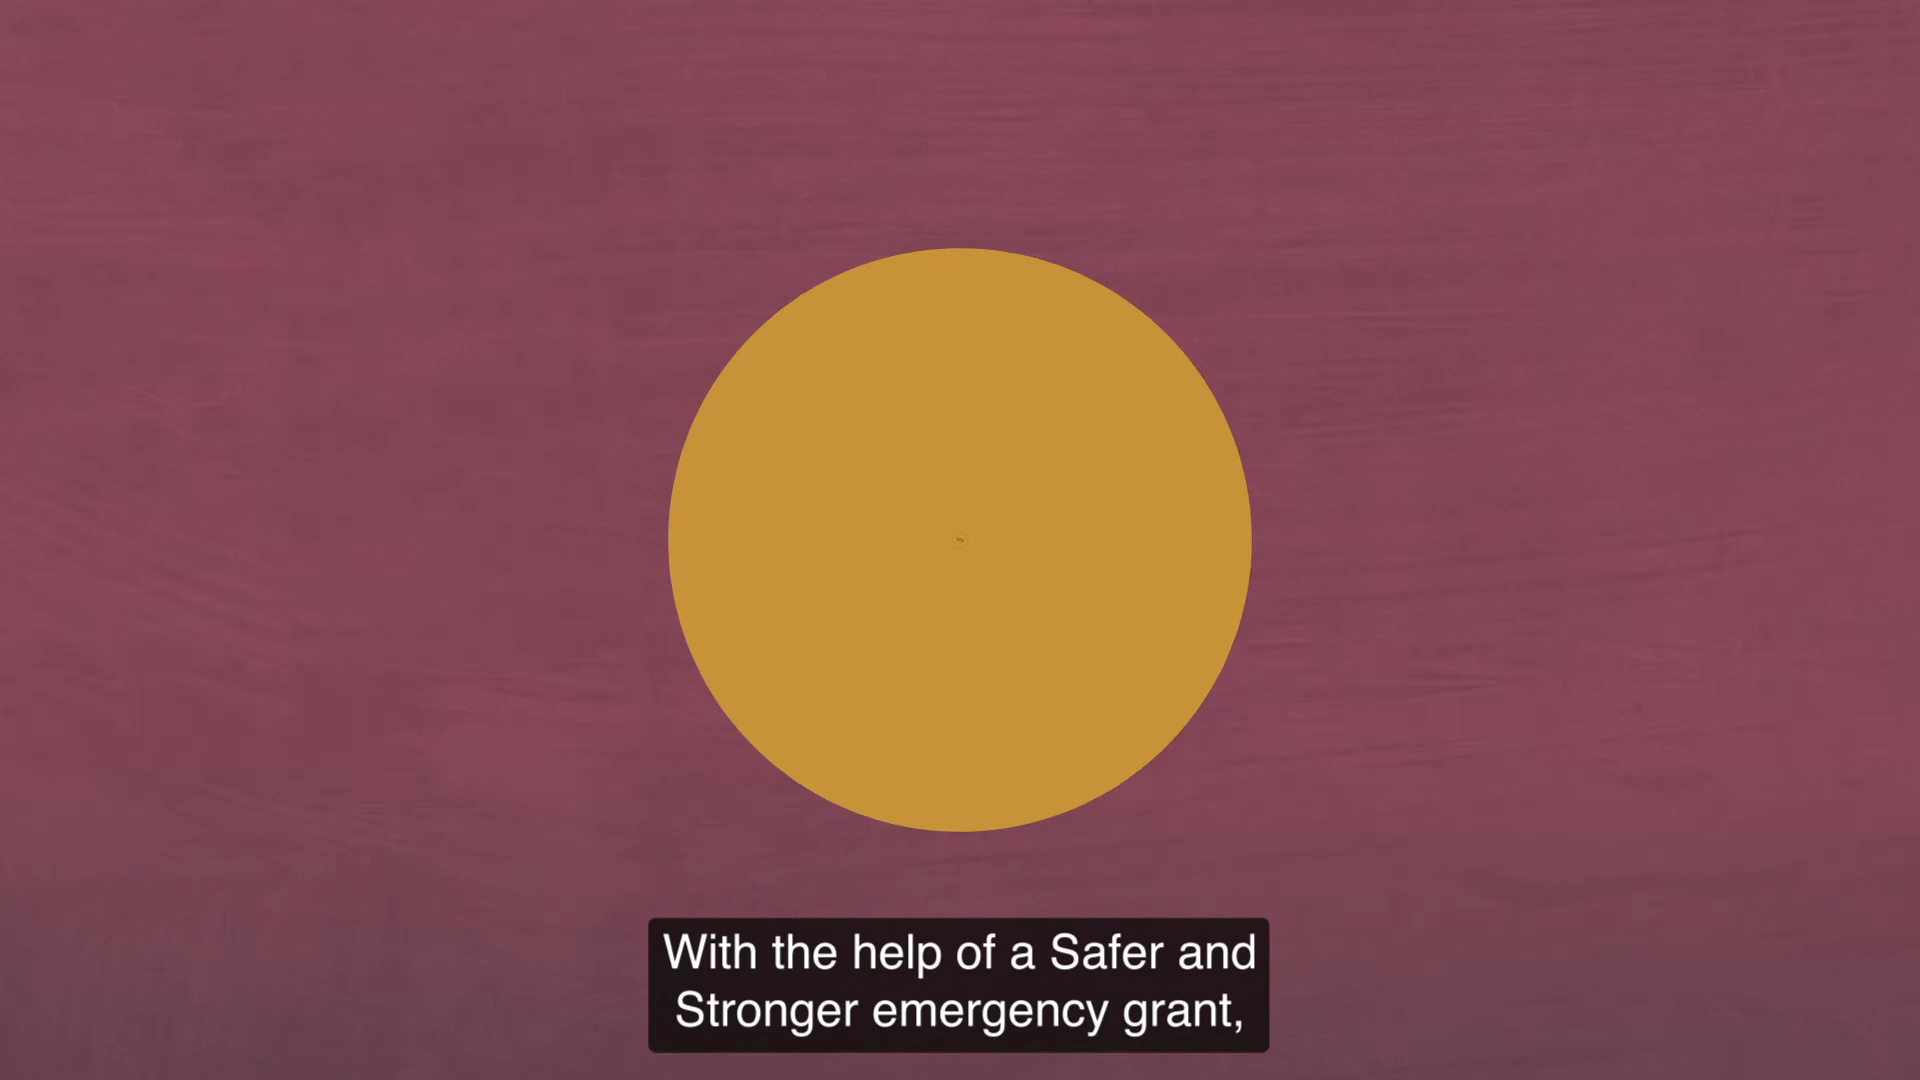 With the help of a Safer and
Stronger emergency grant,